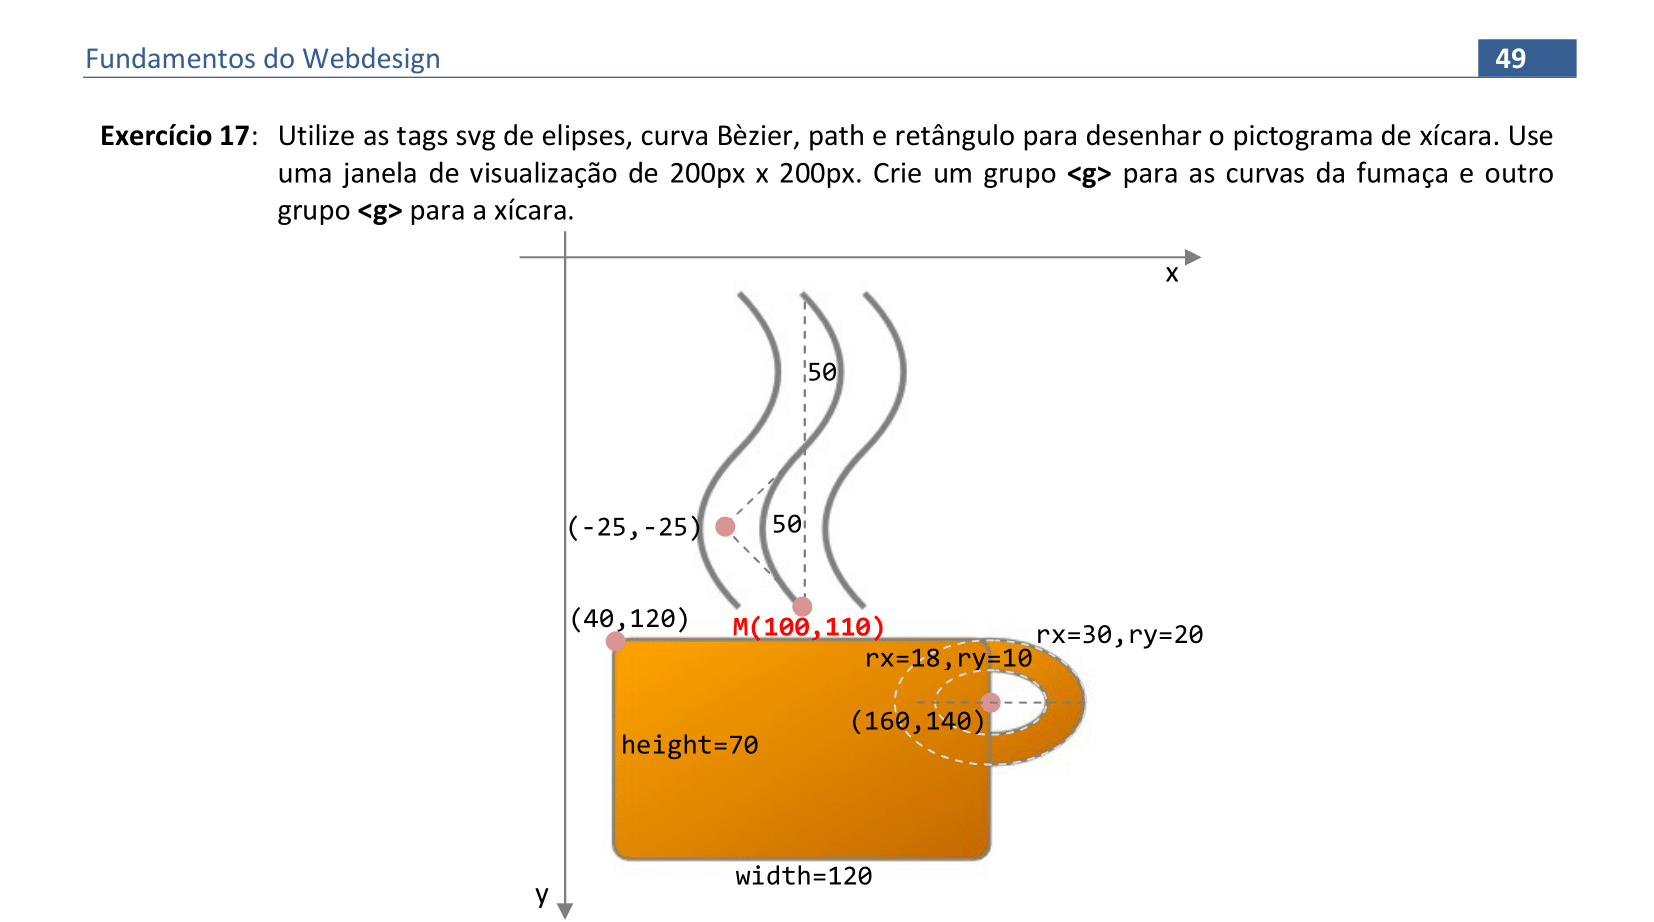 Fundamentos do Webdesign
49
Exercício 17: Utilize as tags svg de elipses, curva Bèzier, path e retângulo para desenhar o pictograma de xícara. Use
uma janela de visualização de 200px x 200px. Crie um grupo <g> para as curvas da fumaça e outro
grupo <g> para a xícara.
x
50
(-25,-25)
50
(40,120)
M(100,110)
rx=30,ry=20
rx=18,ry=10
(160,140)
height=70
width=120
y